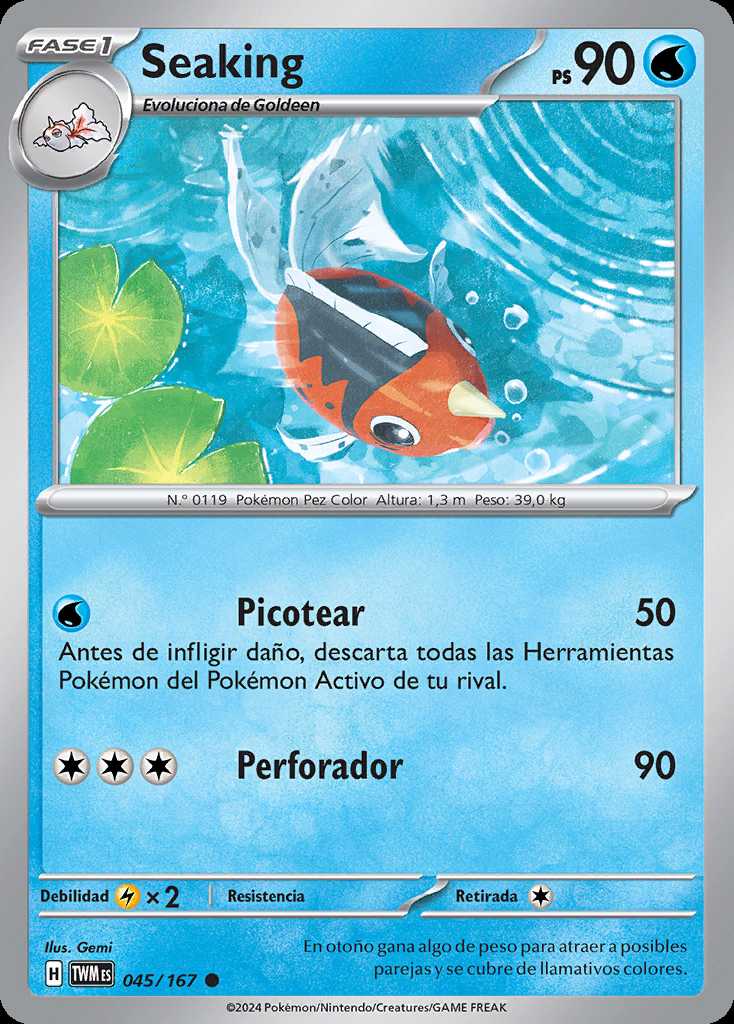 FASE 1
Seaking
PS 90
Evoluciona de Goldeen
N.º 0119 Pokémon Pez Color Altura: 1,3 m Peso: 39,0 kg
Picotear 50
Antes de infligir daño, descarta todas las Herramientas
Pokémon del Pokémon Activo de tu rival.
Perforador 90
Debilidad ×2 Resistencia Retirada
Ilus. Gemi
En otoño gana algo de peso para atraer a posibles
parejas y se cubre de llamativos colores.
H TWM ES 045/167
©2024 Pokémon/Nintendo/Creatures/GAME FREAK